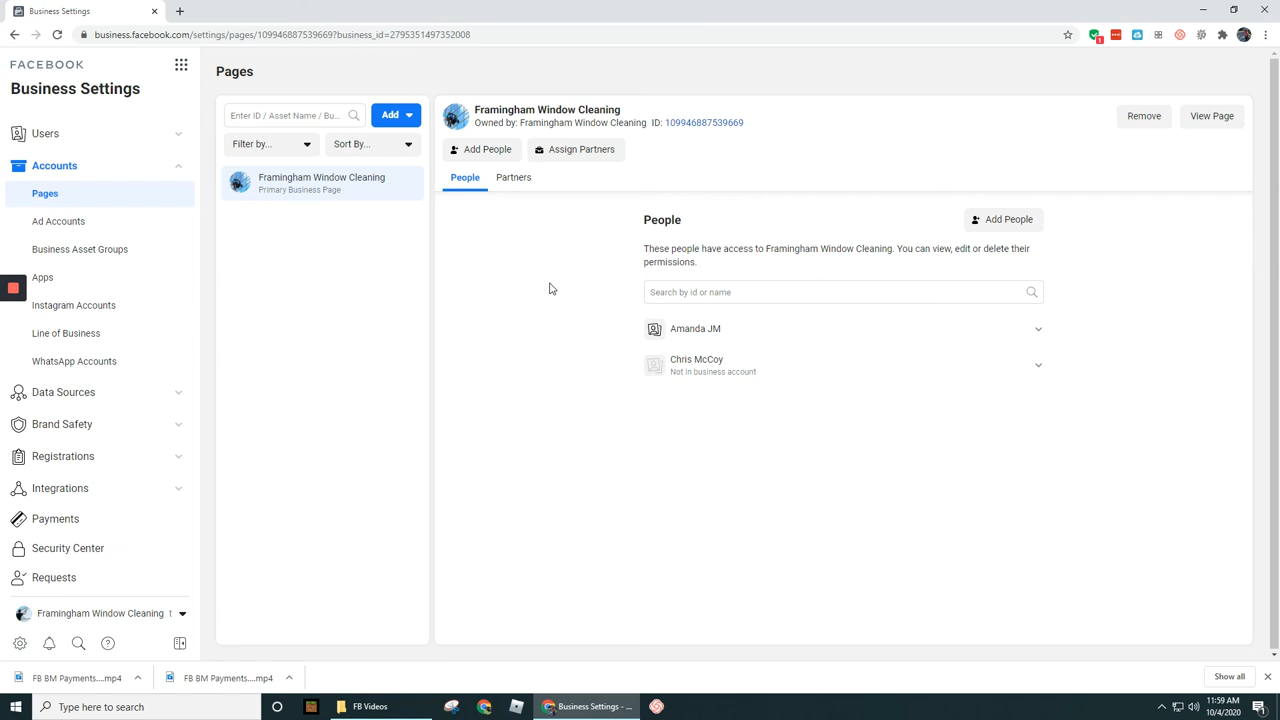 Business Settings
business.facebook.com/settings/pages/109946887539669?business_id=2795351497352008
1
FACEBOOK
Business Settings
Users
Accounts
Pages
Ad Accounts
Business Asset Groups
Apps
Instagram Accounts
Line of Business
WhatsApp Accounts
Data Sources
Brand Safety
Registrations
Integrations
Payments
Security Center
Requests
Framingham Window Cleaning t
Pages
Enter ID / Asset Name / Bu...
Add
Filter by...
Sort By...
Framingham Window Cleaning
Primary Business Page
Framingham Window Cleaning
Owned by: Framingham Window Cleaning ID: 109946887539669
Remove
View Page
Add People
Assign Partners
People
Partners
People
Add People
These people have access to Framingham Window Cleaning. You can view, edit or delete their
permissions.
Search by id or name
Amanda JM
Chris McCoy
Not in business account
FB BM Payments....mp4
FB BM Payments....mp4
Show all
Type here to search
FB Videos
Business Settings - ...
11:59 AM
10/4/2020
1